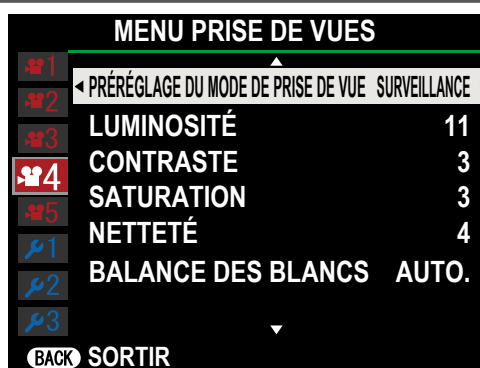 MENU PRISE DE VUES
1
2
3
4
5
1
2
3
PRÉRÉGLAGE DU MODE DE PRISE DE VUE SURVEILLANCE
LUMINOSITÉ 11
CONTRASTE 3
SATURATION 3
NETTETÉ 4
BALANCE DES BLANCS AUTO.
BACK SORTIR